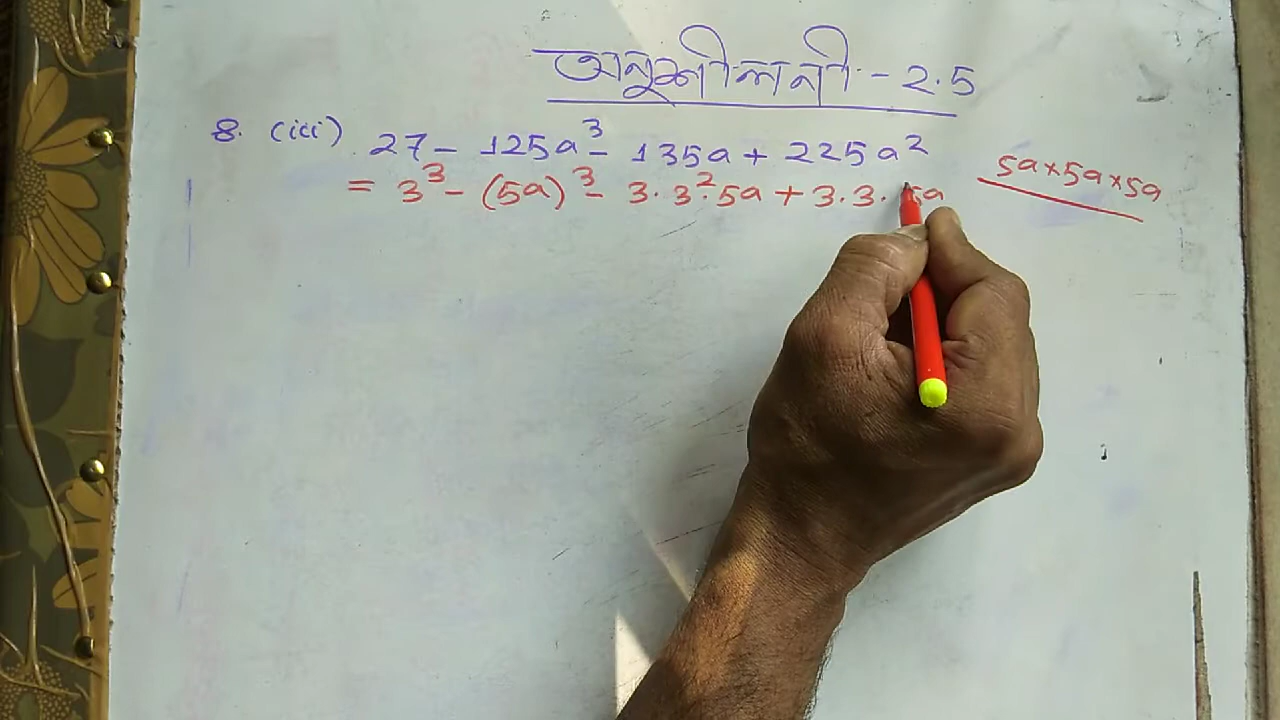 অনুশীলনী - 2.5
8. (iii) 27 - 125a³ - 135a + 225a²
= 3³ - (5a)³ - 3·3²·5a + 3·3·5a
5a×5a×5a